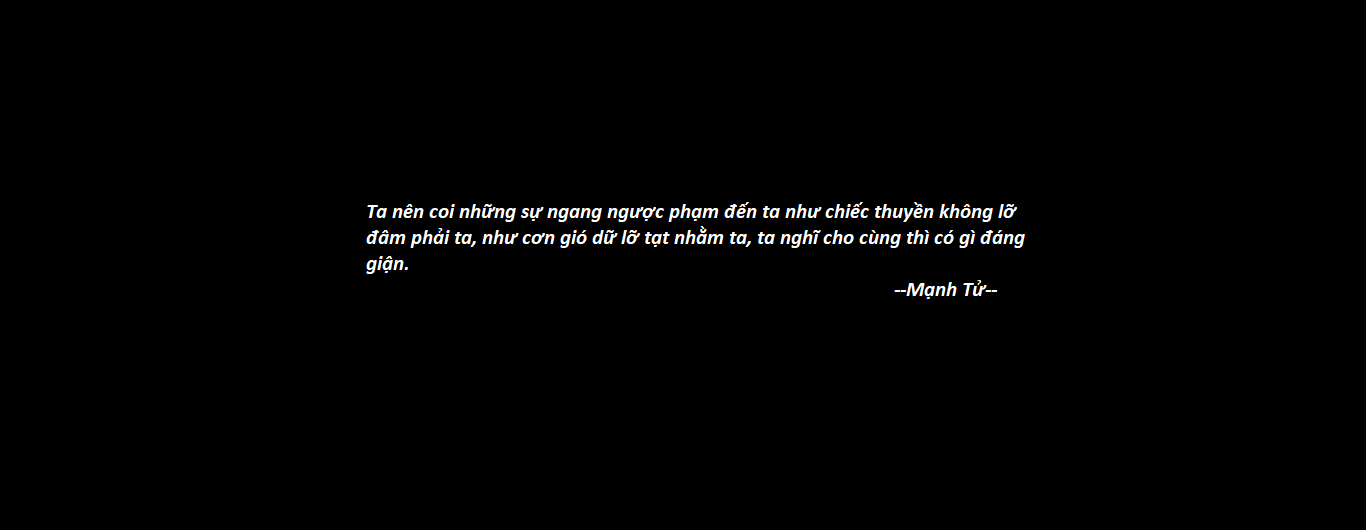 Ta nên coi những sự ngang ngược phạm đến ta như chiếc thuyền không lỡ
đâm phải ta, như cơn gió dữ lỡ tạt nhằm ta, ta nghĩ cho cùng thì có gì đáng
giận.
--Mạnh Tử--